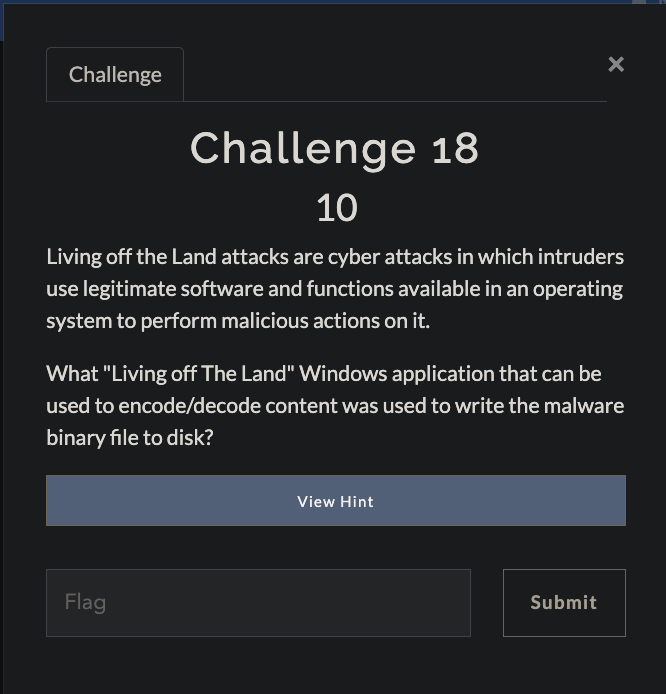 Challenge
×
Challenge 18
10
Living off the Land attacks are cyber attacks in which intruders
use legitimate software and functions available in an operating
system to perform malicious actions on it.
What "Living off The Land" Windows application that can be
used to encode/decode content was used to write the malware
binary file to disk?
View Hint
Flag
Submit